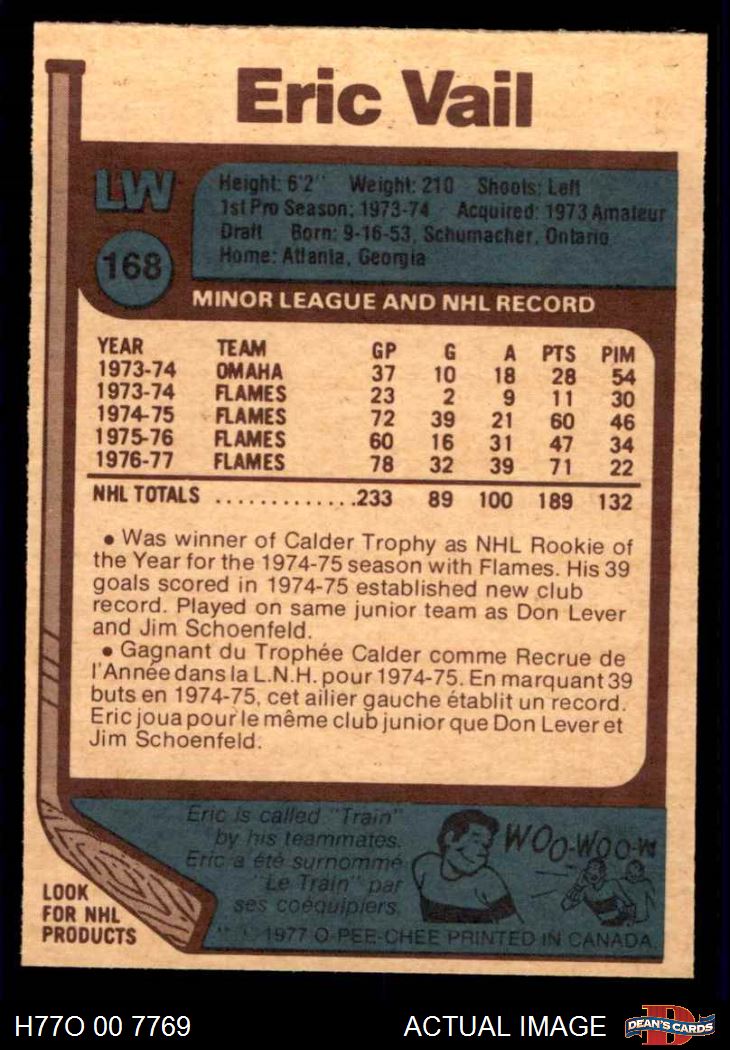 Eric Vail
LW
168
Height: 6'2" Weight: 210 Shoots: Left
1st Pro Season: 1973-74 Acquired: 1973 Amateur
Draft Born: 9-16-53, Schumacher, Ontario
Home: Atlanta, Georgia
MINOR LEAGUE AND NHL RECORD
YEAR TEAM GP G A PTS PIM
1973-74 OMAHA 37 10 18 28 54
1973-74 FLAMES 23 2 9 11 30
1974-75 FLAMES 72 39 21 60 46
1975-76 FLAMES 60 16 31 47 34
1976-77 FLAMES 78 32 39 71 22
NHL TOTALS ..............233 89 100 189 132
• Was winner of Calder Trophy as NHL Rookie of
the Year for the 1974-75 season with Flames. His 39
goals scored in 1974-75 established new club
record. Played on same junior team as Don Lever
and Jim Schoenfeld.
• Gagnant du Trophée Calder comme Recrue de
l'Année dans la L.N.H. pour 1974-75. En marquant 39
buts en 1974-75, cet ailier gauche établit un record.
Eric joua pour le même club junior que Don Lever et
Jim Schoenfeld.
Eric is called "Train"
by his teammates.
Eric a été surnommé
"Le Train" par
ses coéquipiers.
WOO-WOO-W
LOOK
FOR NHL
PRODUCTS
1977 O-PEE-CHEE PRINTED IN CANADA
H77O 00 7769
ACTUAL IMAGE
D
DEAN'S CARDS